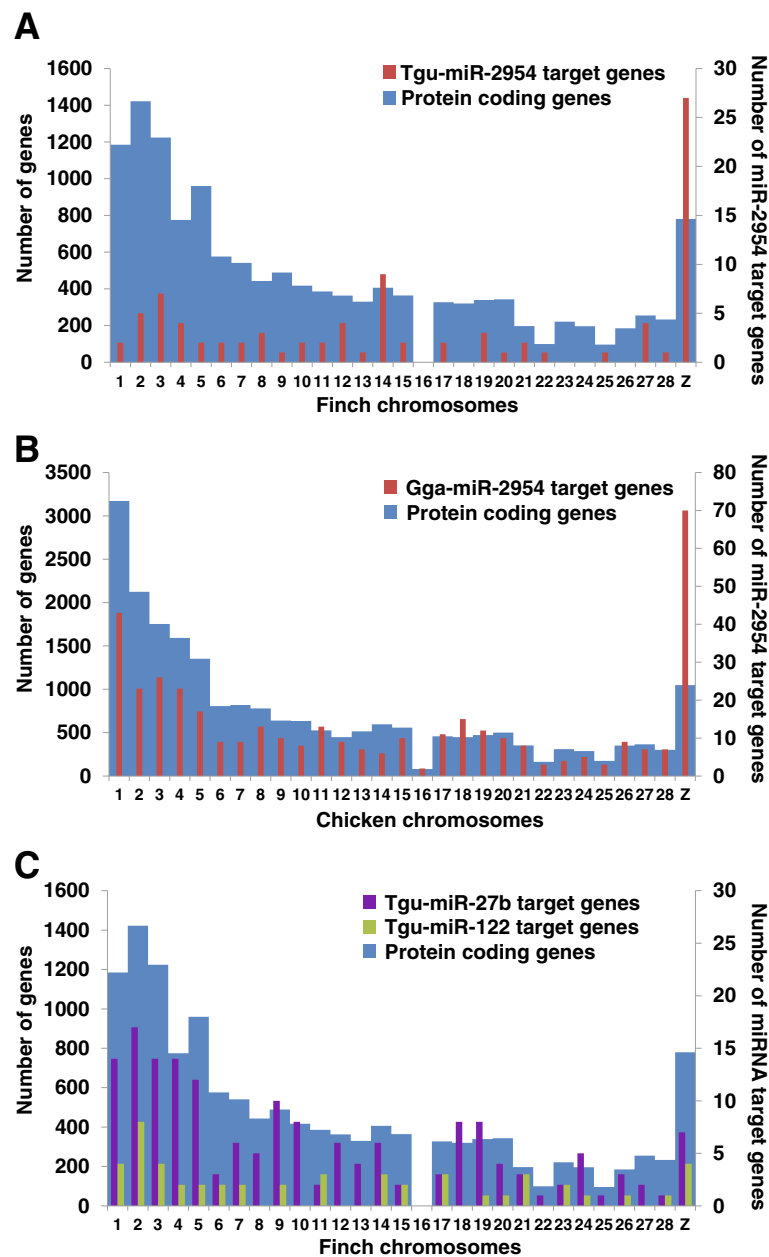 A
Tgu-miR-2954 target genes
Protein coding genes
Number of genes
1600
1400
1200
1000
800
600
400
200
0
30
25
20
15
10
5
0
Number of miR-2954 target genes
1 2 3 4 5 6 7 8 9 10 11 12 13 14 15 16 17 18 19 20 21 22 23 24 25 26 27 28 Z
Finch chromosomes
B
Gga-miR-2954 target genes
Protein coding genes
Number of genes
3500
3000
2500
2000
1500
1000
500
0
80
70
60
50
40
30
20
10
0
Number of miR-2954 target genes
1 2 3 4 5 6 7 8 9 10 11 12 13 14 15 16 17 18 19 20 21 22 23 24 25 26 27 28 Z
Chicken chromosomes
C
Tgu-miR-27b target genes
Tgu-miR-122 target genes
Protein coding genes
Number of genes
1600
1400
1200
1000
800
600
400
200
0
30
25
20
15
10
5
0
Number of miRNA target genes
1 2 3 4 5 6 7 8 9 10 11 12 13 14 15 16 17 18 19 20 21 22 23 24 25 26 27 28 Z
Finch chromosomes